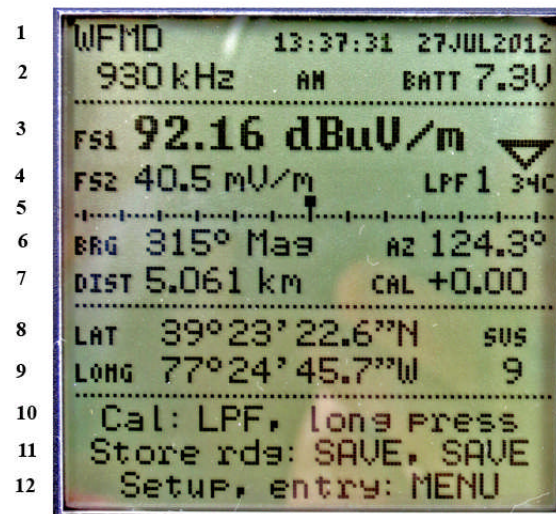 1 WFMD 13:37:31 27JUL2012
2 930 kHz AM BATT 7.3V
3 FS1 92.16 dBuV/m
4 FS2 40.5 mV/m LPF 1 34C
5
6 BRG 315° Mag AZ 124.3°
7 DIST 5.061 km CAL +0.00
8 LAT 39°23'22.6"N SVS
9 LONG 77°24'45.7"W 9
10 Cal: LPF, long press
11 Store rdg: SAVE, SAVE
12 Setup, entry: MENU